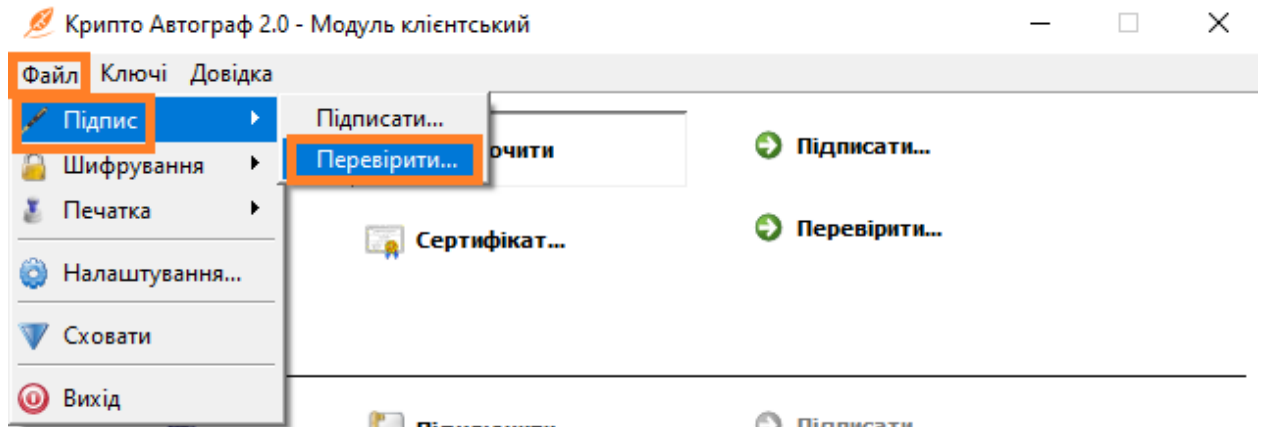 Крипто Автограф 2.0 - Модуль клієнтський
Файл Ключі Довідка
Підпис
Підписати...
Перевірити...
Шифрування
Печатка
Налаштування...
Сховати
Вихід
Підписати...
Сертифікат...
Перевірити...